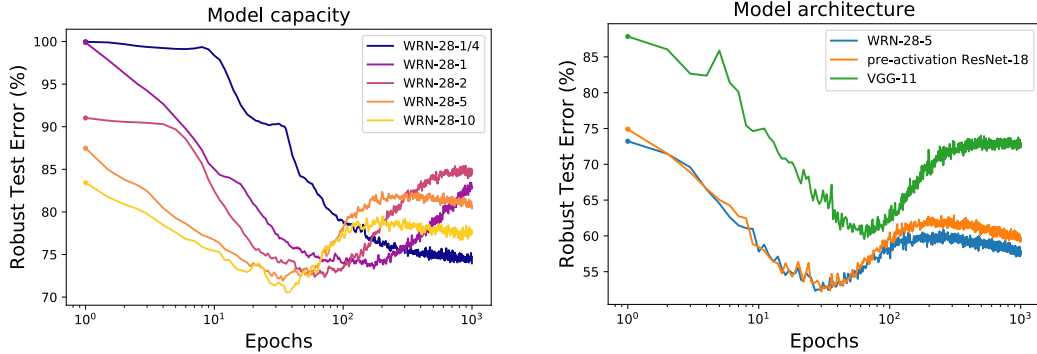 Model capacity
Robust Test Error (%)
100
95
90
85
80
75
70
10⁰
10¹
10²
10³
Epochs
WRN-28-1/4
WRN-28-1
WRN-28-2
WRN-28-5
WRN-28-10
Model architecture
Robust Test Error (%)
85
80
75
70
65
60
55
10⁰
10¹
10²
10³
Epochs
WRN-28-5
pre-activation ResNet-18
VGG-11